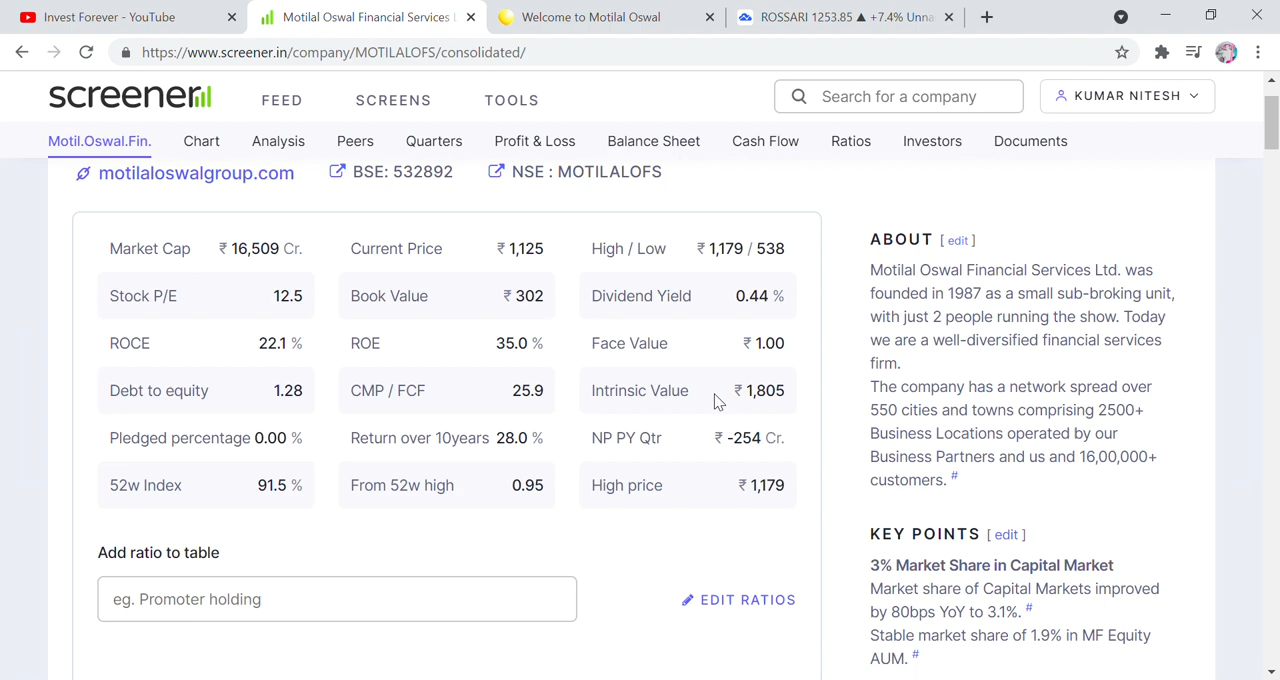 Invest Forever - YouTube
Motilal Oswal Financial Services L
Welcome to Motilal Oswal
ROSSARI 1253.85 ▲ +7.4% Unna
https://www.screener.in/company/MOTILALOFS/consolidated/
screener
FEED
SCREENS
TOOLS
Search for a company
KUMAR NITESH
Motil.Oswal.Fin.
Chart
Analysis
Peers
Quarters
Profit & Loss
Balance Sheet
Cash Flow
Ratios
Investors
Documents
motilaloswalgroup.com
BSE: 532892
NSE : MOTILALOFS
Market Cap ₹ 16,509 Cr.
Current Price ₹ 1,125
High / Low ₹ 1,179 / 538
Stock P/E 12.5
Book Value ₹ 302
Dividend Yield 0.44 %
ROCE 22.1 %
ROE 35.0 %
Face Value ₹ 1.00
Debt to equity 1.28
CMP / FCF 25.9
Intrinsic Value ₹ 1,805
Pledged percentage 0.00 %
Return over 10years 28.0 %
NP PY Qtr ₹ -254 Cr.
52w Index 91.5 %
From 52w high 0.95
High price ₹ 1,179
Add ratio to table
eg. Promoter holding
EDIT RATIOS
ABOUT [ edit ]
Motilal Oswal Financial Services Ltd. was
founded in 1987 as a small sub-broking unit,
with just 2 people running the show. Today
we are a well-diversified financial services
firm.
The company has a network spread over
550 cities and towns comprising 2500+
Business Locations operated by our
Business Partners and us and 16,00,000+
customers. #
KEY POINTS [ edit ]
3% Market Share in Capital Market
Market share of Capital Markets improved
by 80bps YoY to 3.1%. #
Stable market share of 1.9% in MF Equity
AUM. #